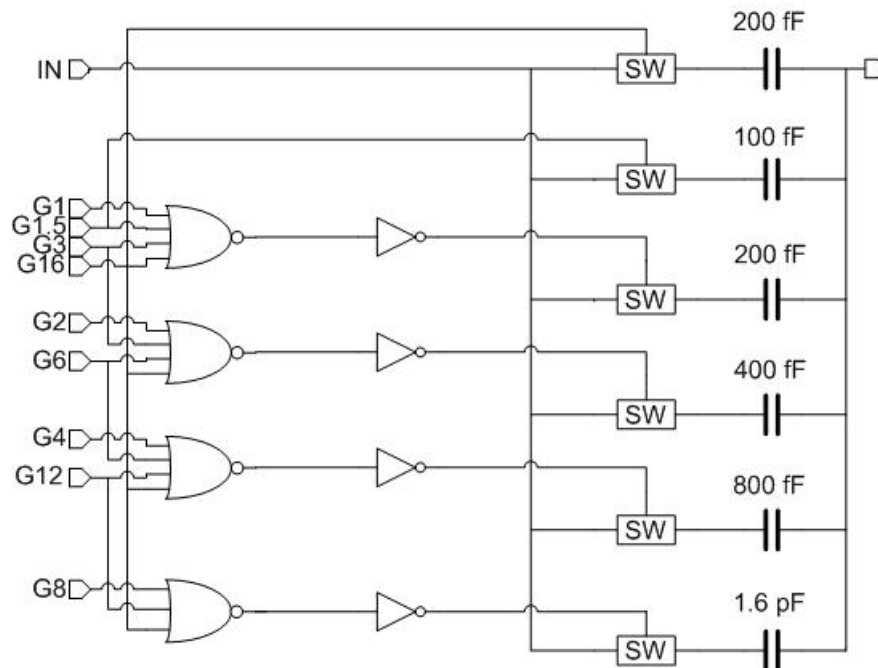 200 fF
IN
SW
100 fF
SW
G1
G1.5
G3
G16
200 fF
SW
G2
G6
400 fF
SW
G4
G12
800 fF
SW
G8
1.6 pF
SW